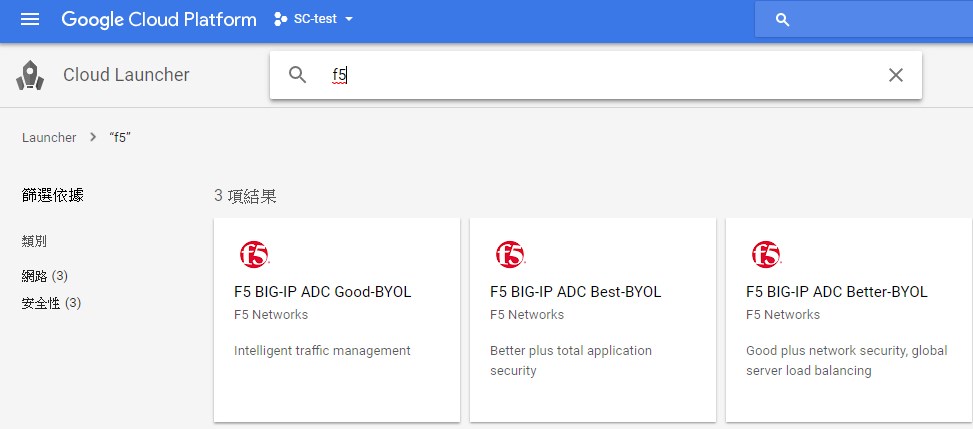 Google Cloud Platform SC-test
Cloud Launcher
f5
Launcher > “f5”
篩選依據
3 項結果
類別
網路 (3)
安全性 (3)
f5
F5 BIG-IP ADC Good-BYOL
F5 Networks
Intelligent traffic management
f5
F5 BIG-IP ADC Best-BYOL
F5 Networks
Better plus total application
security
f5
F5 BIG-IP ADC Better-BYOL
F5 Networks
Good plus network security, global
server load balancing